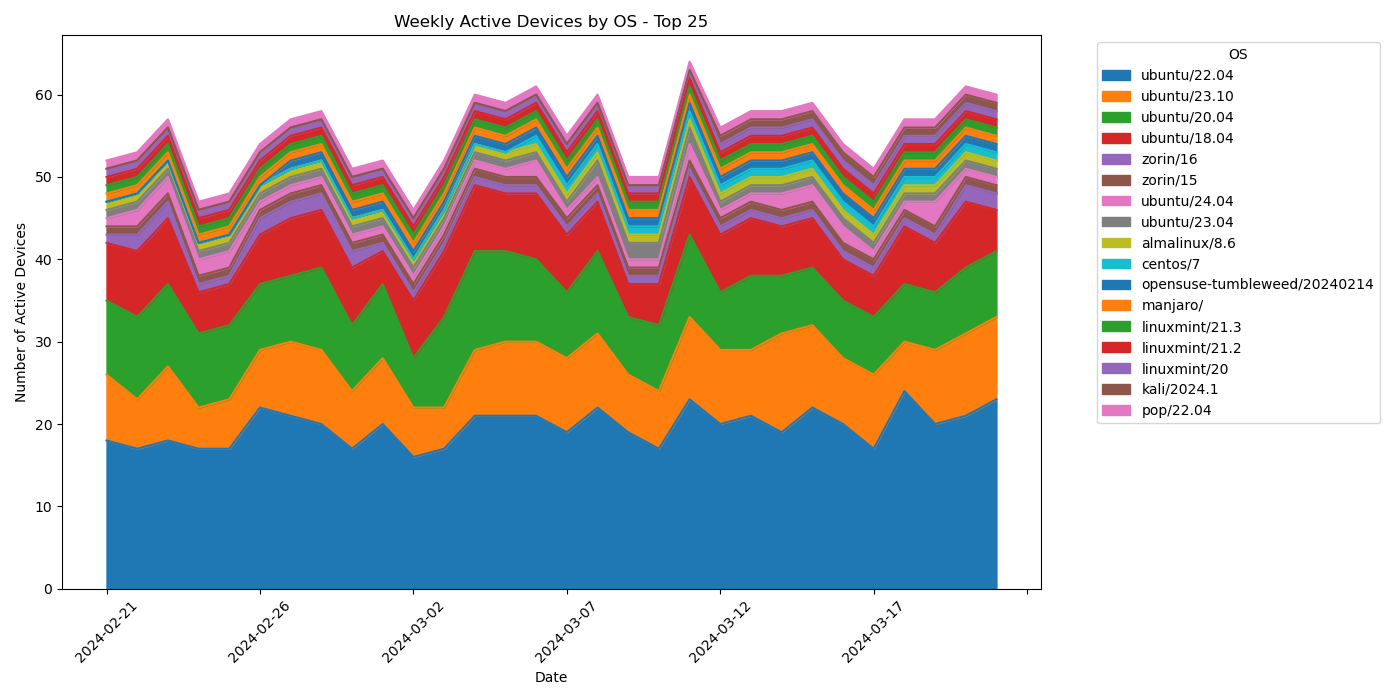 Weekly Active Devices by OS - Top 25
Number of Active Devices
60
50
40
30
20
10
0
2024-02-21
2024-02-26
2024-03-02
2024-03-07
2024-03-12
2024-03-17
Date
OS
ubuntu/22.04
ubuntu/23.10
ubuntu/20.04
ubuntu/18.04
zorin/16
zorin/15
ubuntu/24.04
ubuntu/23.04
almalinux/8.6
centos/7
opensuse-tumbleweed/20240214
manjaro/
linuxmint/21.3
linuxmint/21.2
linuxmint/20
kali/2024.1
pop/22.04